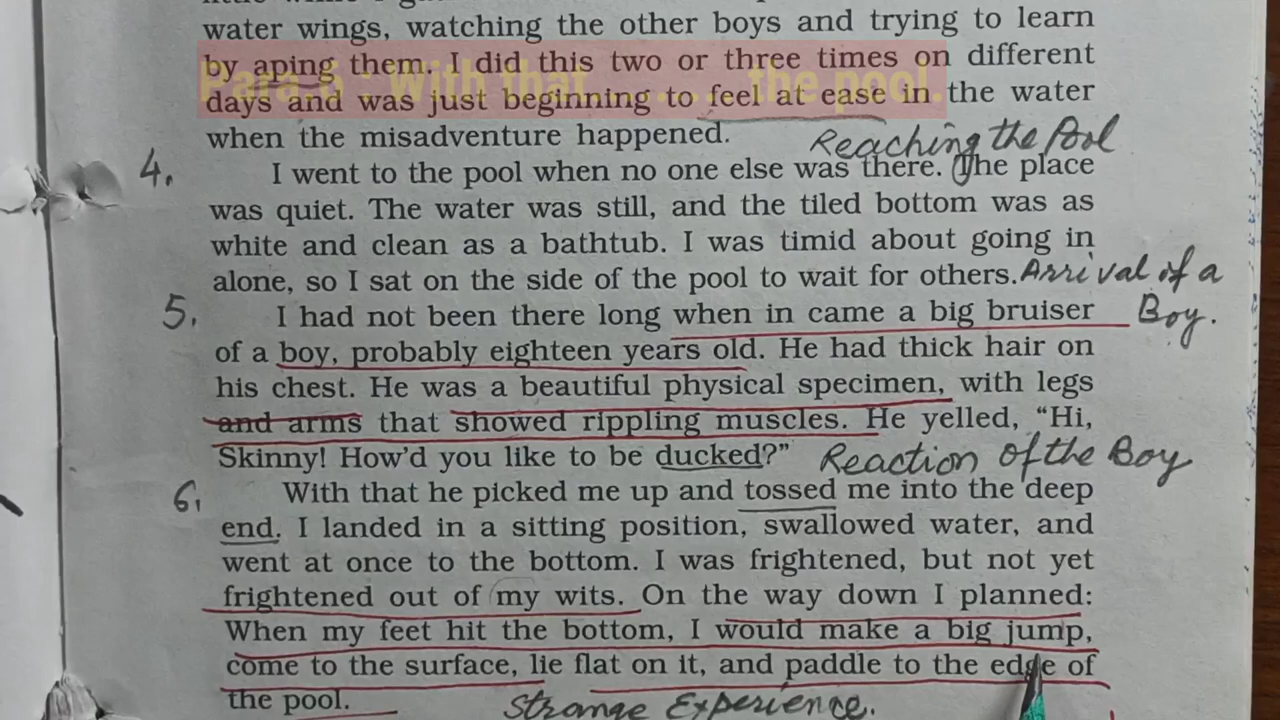 water wings, watching the other boys and trying to learn
by aping them. I did this two or three times on different
Para 6 : With that ....... the pool.
days and was just beginning to feel at ease in the water
when the misadventure happened. Reaching the Pool
4. I went to the pool when no one else was there. The place
was quiet. The water was still, and the tiled bottom was as
white and clean as a bathtub. I was timid about going in
alone, so I sat on the side of the pool to wait for others. Arrival of a
5. I had not been there long when in came a big bruiser Boy.
of a boy, probably eighteen years old. He had thick hair on
his chest. He was a beautiful physical specimen, with legs
and arms that showed rippling muscles. He yelled, “Hi,
Skinny! How’d you like to be ducked?” Reaction of the Boy
6. With that he picked me up and tossed me into the deep
end. I landed in a sitting position, swallowed water, and
went at once to the bottom. I was frightened, but not yet
frightened out of my wits. On the way down I planned:
When my feet hit the bottom, I would make a big jump,
come to the surface, lie flat on it, and paddle to the edge of
the pool. Strange Experience.